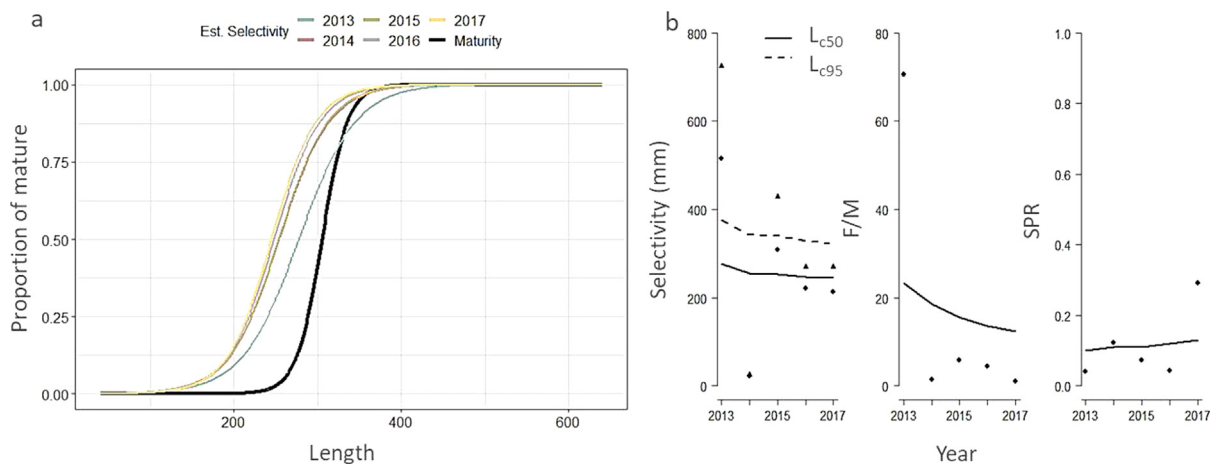 a
Est. Selectivity
2013 2015 2017
2014 2016 Maturity
Proportion of mature
1.00
0.75
0.50
0.25
0.00
200 400 600
Length
b
Lc50
Lc95
Selectivity (mm)
800
600
400
200
0
2013 2015 2017
F/M
80
60
40
20
0
2013 2015 2017
SPR
1.0
0.8
0.6
0.4
0.2
0.0
2013 2015 2017
Year